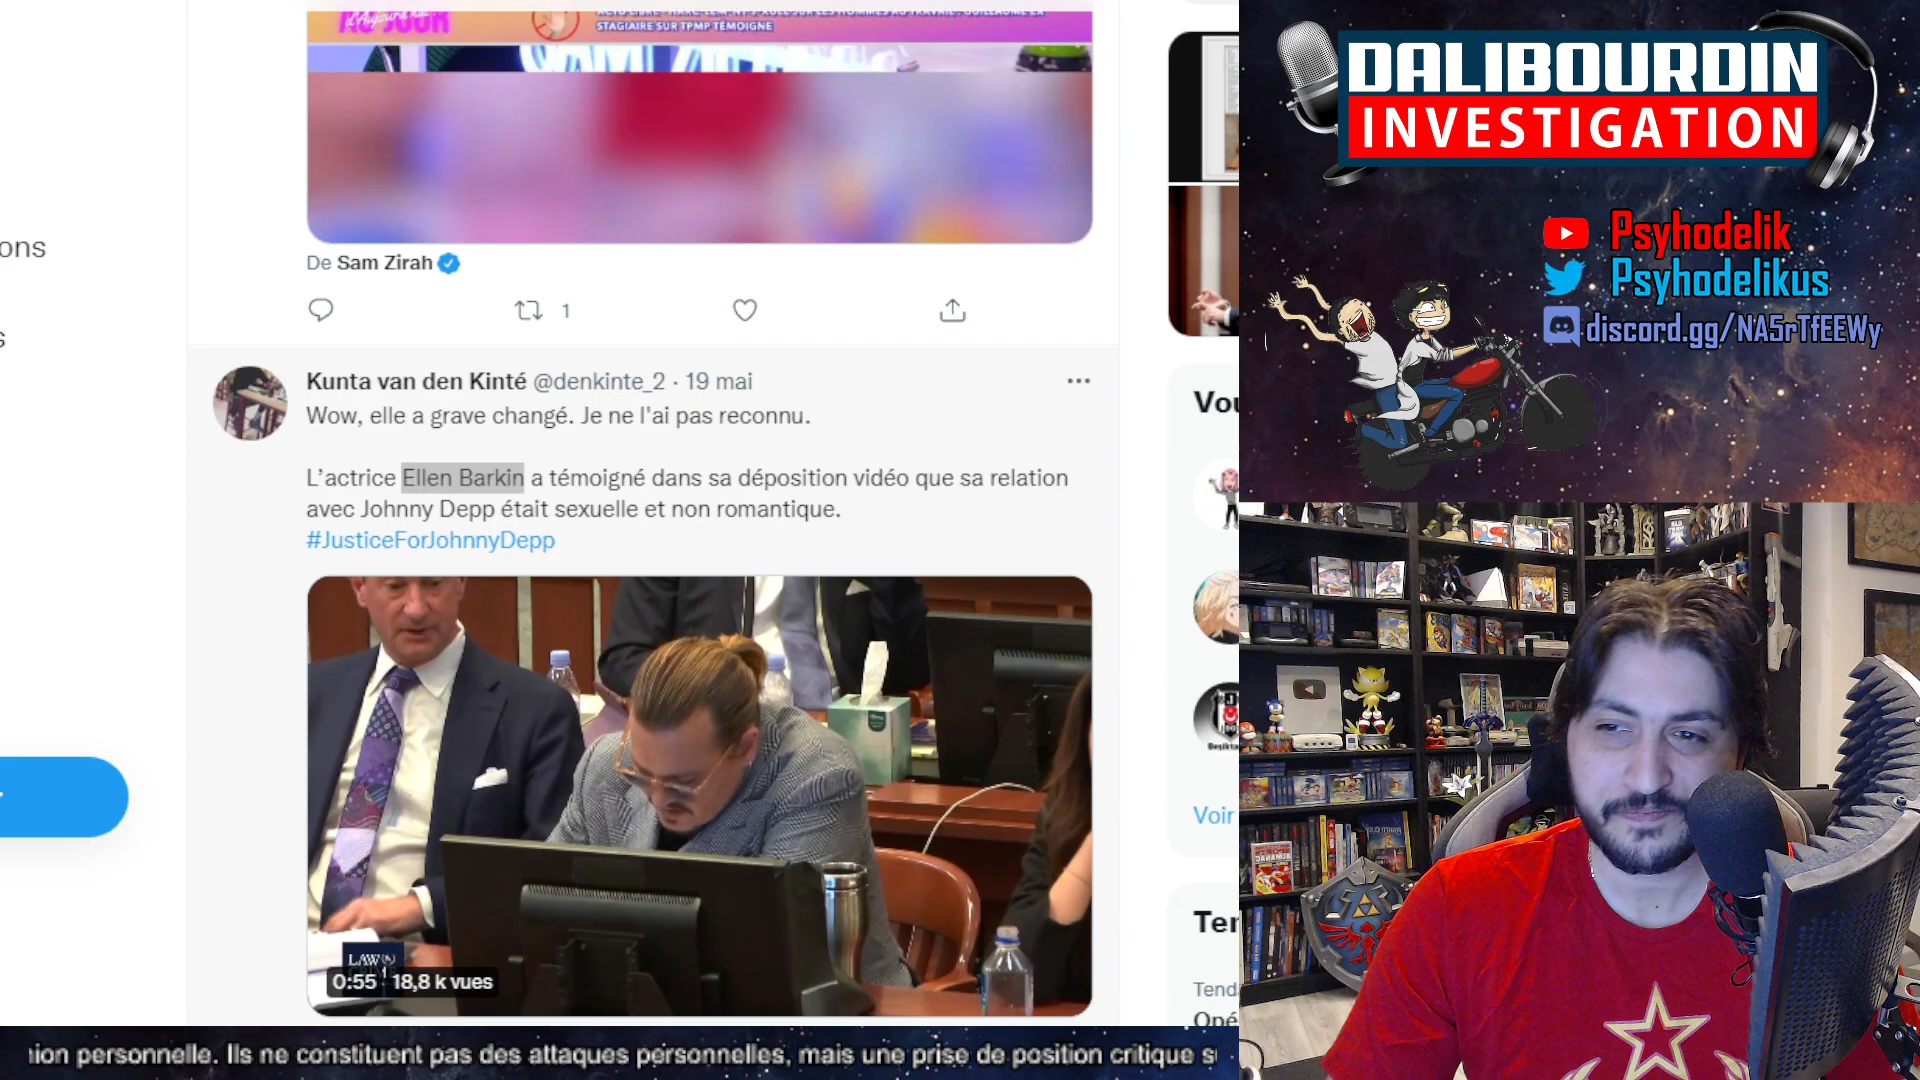 STAGIAIRE SUR TPMP TÉMOIGNE
De Sam Zirah
1
Kunta van den Kinté @denkinte_2 · 19 mai
Wow, elle a grave changé. Je ne l'ai pas reconnu.
L'actrice Ellen Barkin a témoigné dans sa déposition vidéo que sa relation
avec Johnny Depp était sexuelle et non romantique.
#JusticeForJohnnyDepp
LAW
0:55 18,8 k vues
ons
s
Vou
Voir
Ten
Tend
Opé
DALIBOURDIN
INVESTIGATION
Psyhodelik
Psyhodelikus
discord.gg/NA5rTfEEWy
ion personnelle. Ils ne constituent pas des attaques personnelles, mais une prise de position critique s